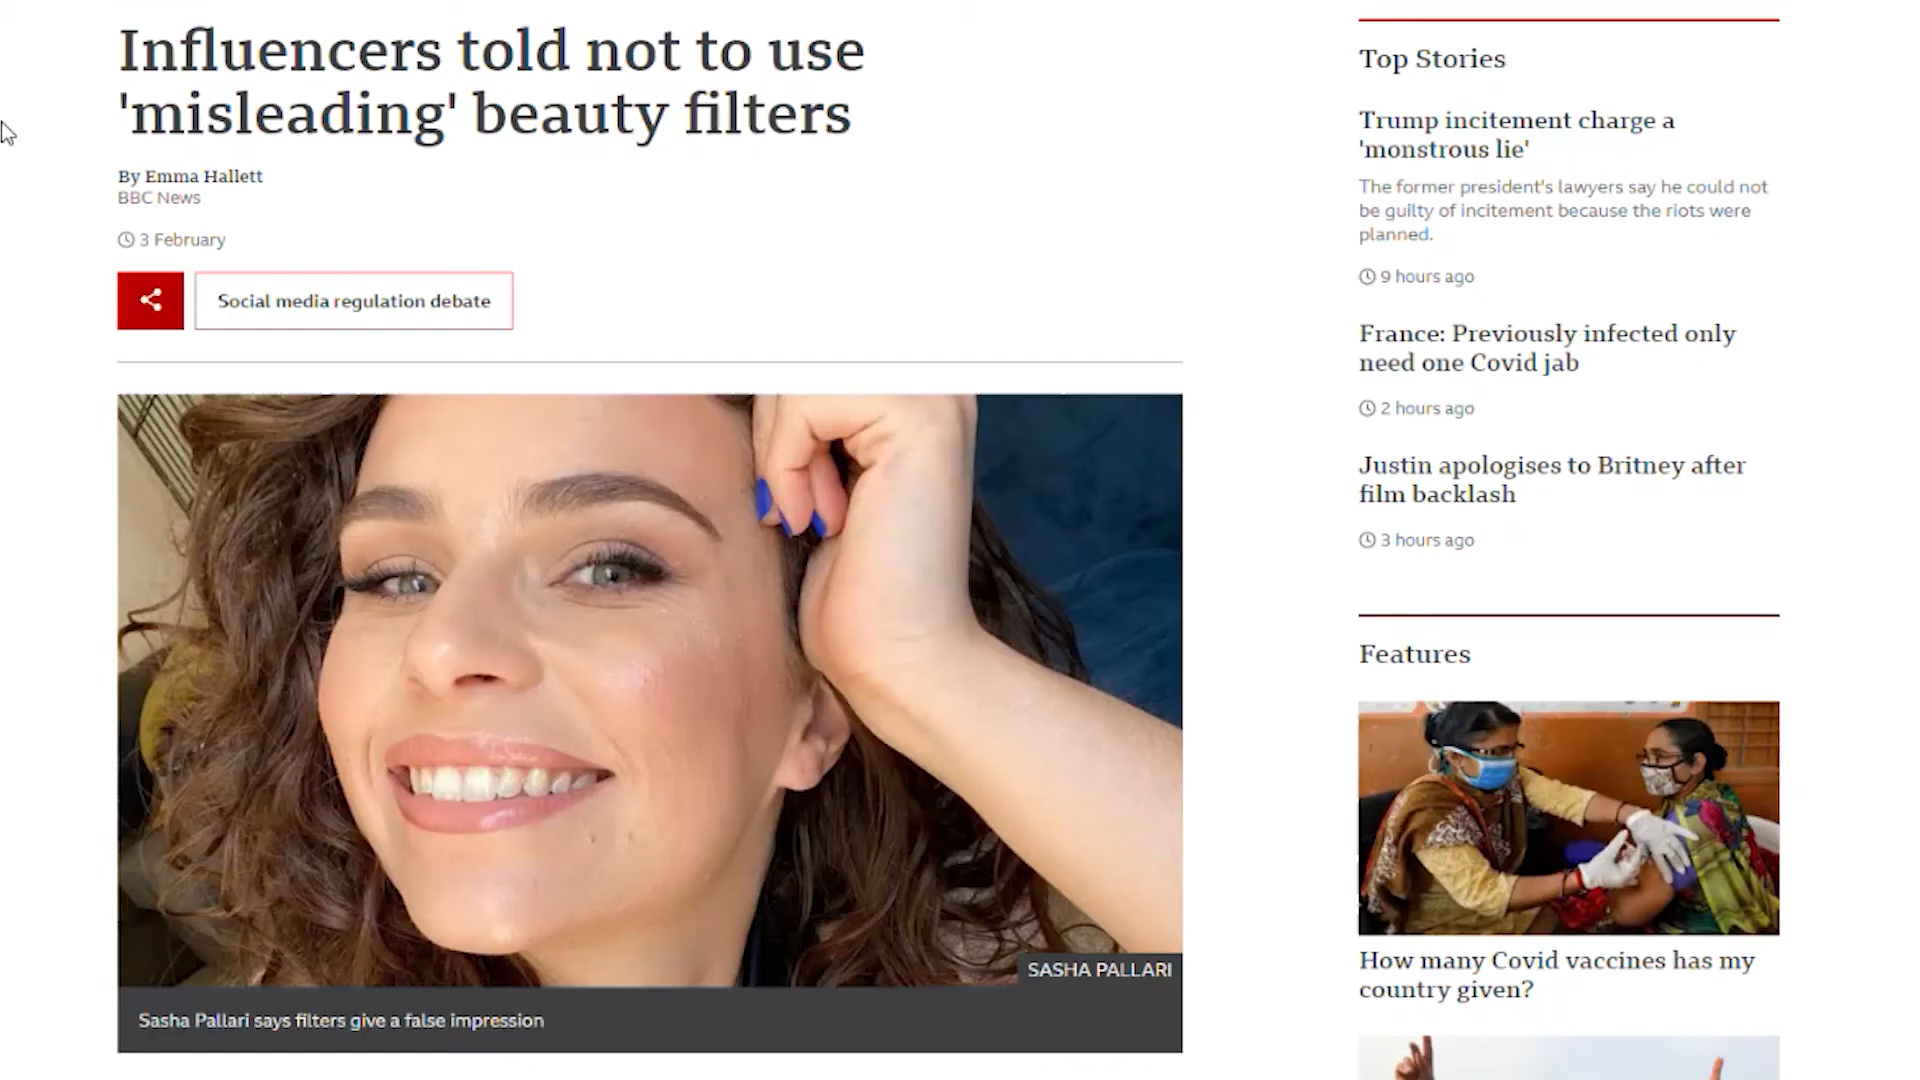 Influencers told not to use
'misleading' beauty filters
By Emma Hallett
BBC News
3 February
Social media regulation debate
SASHA PALLARI
Sasha Pallari says filters give a false impression
Top Stories
Trump incitement charge a
'monstrous lie'
The former president's lawyers say he could not
be guilty of incitement because the riots were
planned.
9 hours ago
France: Previously infected only
need one Covid jab
2 hours ago
Justin apologises to Britney after
film backlash
3 hours ago
Features
How many Covid vaccines has my
country given?